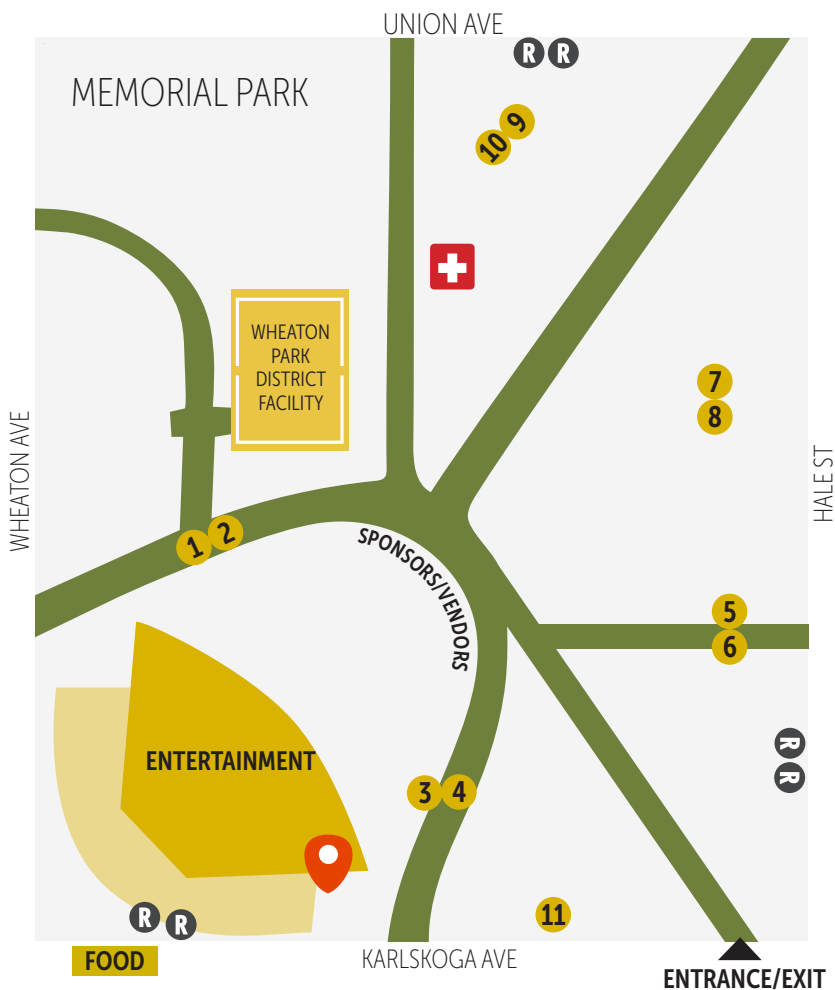 UNION AVE
MEMORIAL PARK
R R
9
10
WHEATON
PARK
DISTRICT
FACILITY
7
8
WHEATON AVE
HALE ST
1 2
SPONSORS/VENDORS
5
6
ENTERTAINMENT
R
R
3 4
R R
11
FOOD
KARLSKOGA AVE
ENTRANCE/EXIT